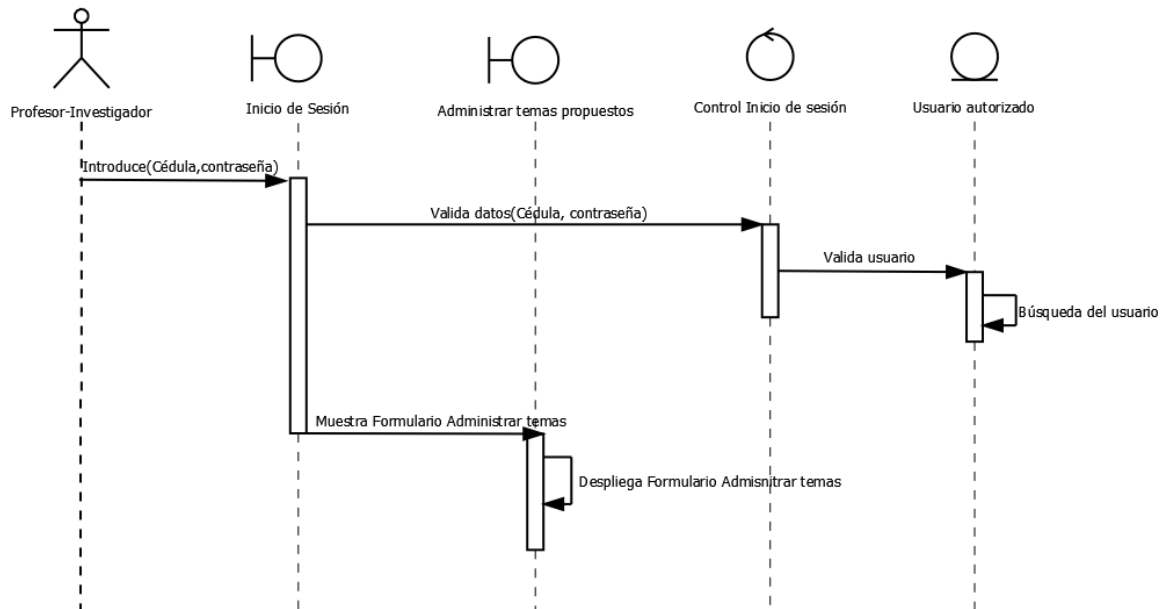 Profesor-Investigador
Inicio de Sesión
Administrar temas propuestos
Control Inicio de sesión
Usuario autorizado
Introduce(Cédula,contraseña)
Valida datos(Cédula, contraseña)
Valida usuario
Búsqueda del usuario
Muestra Formulario Administrar temas
Despliega Formulario Admisnitrar temas